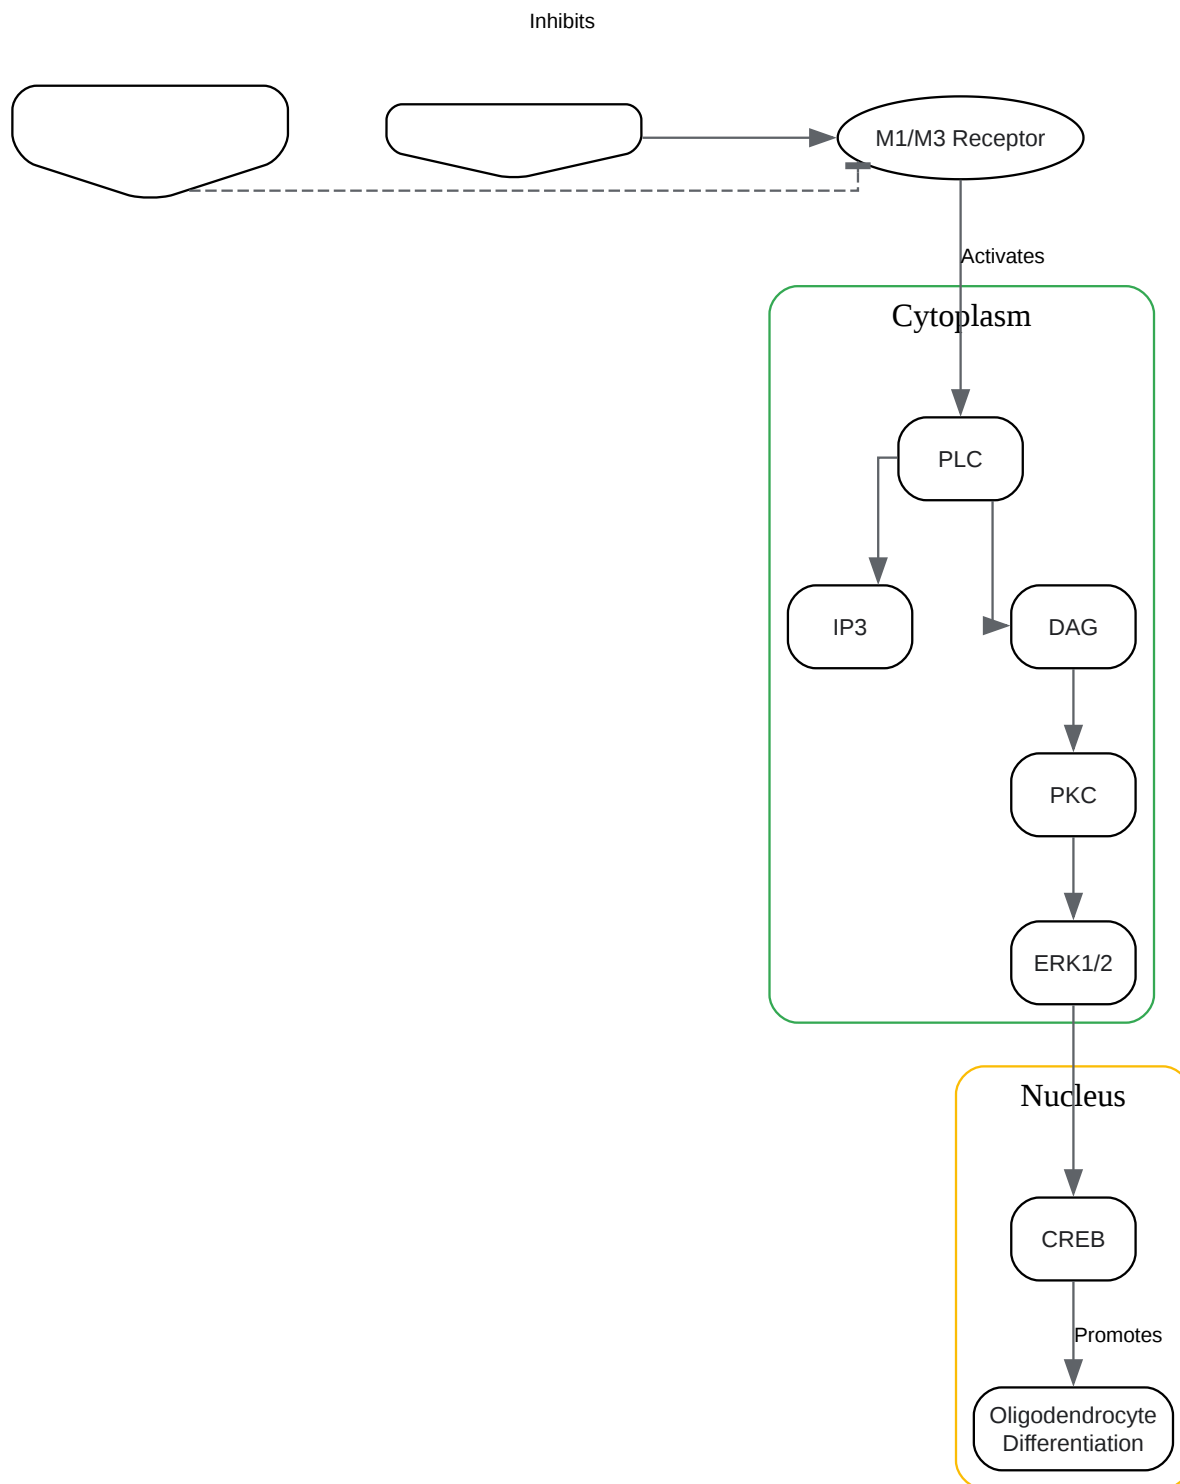 Inhibits
M1/M3 Receptor
Activates
Cytoplasm
PLC
IP3
DAG
PKC
ERK1/2
Nucleus
CREB
Promotes
Oligodendrocyte
Differentiation